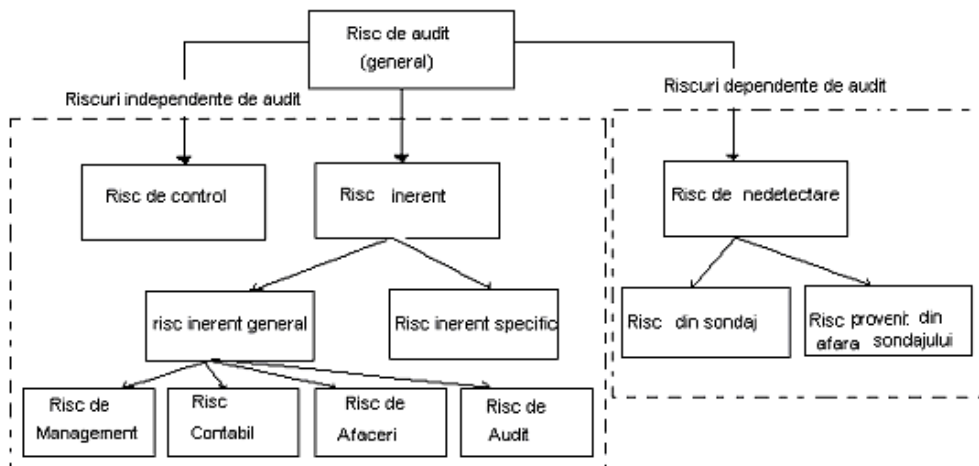 Risc de audit
(general)
Riscuri independente de audit
Riscuri dependente de audit
Risc de control
Risc inerent
Risc de nedetectare
risc inerent general
Risc inerent specific
Risc din sondaj
Risc provenit din
afara sondajului
Risc de
Management
Risc
Contabil
Risc de
Afaceri
Risc de
Audit